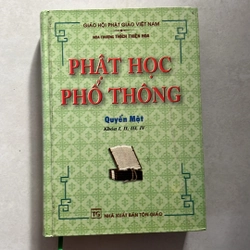 GIÁO HỘI PHẬT GIÁO VIỆT NAM
HÒA THƯỢNG THÍCH THIỆN HOA
PHẬT HỌC
PHỔ THÔNG
Quyển Một
Khóa I, II, III, IV
NHÀ XUẤT BẢN TÔN GIÁO